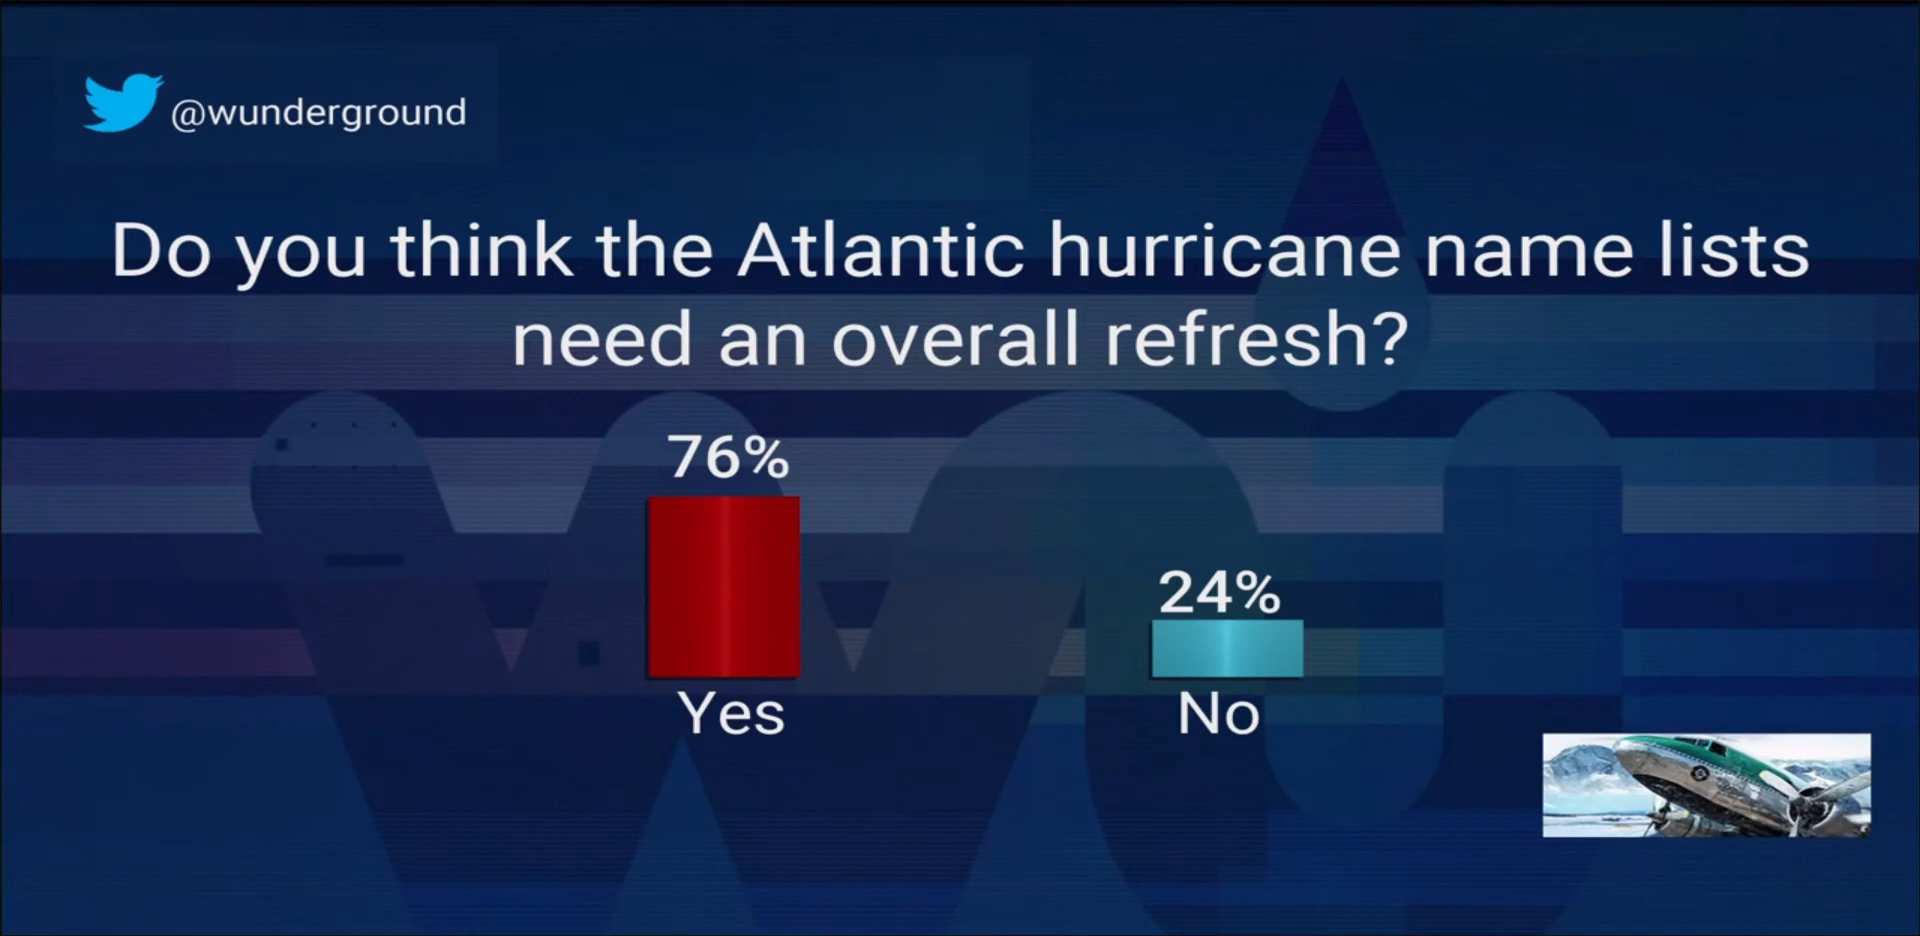 @wunderground
Do you think the Atlantic hurricane name lists
need an overall refresh?
76%
24%
Yes
No